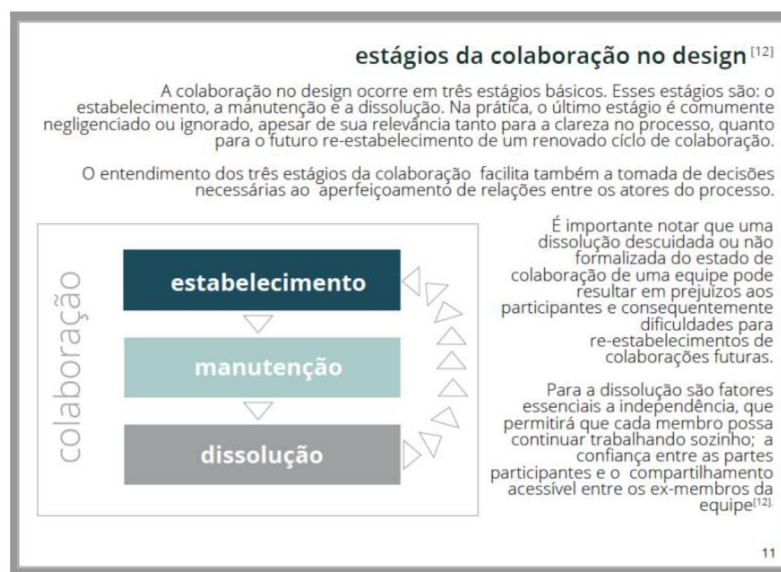 estágios da colaboração no design [12]
A colaboração no design ocorre em três estágios básicos. Esses estágios são: o
estabelecimento, a manutenção e a dissolução. Na prática, o último estágio é comumente
negligenciado ou ignorado, apesar de sua relevância tanto para a clareza no processo, quanto
para o futuro re-estabelecimento de um renovado ciclo de colaboração.
O entendimento dos três estágios da colaboração facilita também a tomada de decisões
necessárias ao aperfeiçoamento de relações entre os atores do processo.
colaboração
estabelecimento
manutenção
dissolução
É importante notar que uma
dissolução descuidada ou não
formalizada do estado de
colaboração de uma equipe pode
resultar em prejuízos aos
participantes e consequentemente
dificuldades para
re-estabelecimentos de
colaborações futuras.
Para a dissolução são fatores
essenciais a independência, que
permitirá que cada membro possa
continuar trabalhando sozinho; a
confiança entre as partes
participantes e o compartilhamento
acessível entre os ex-membros da
equipe[12].
11